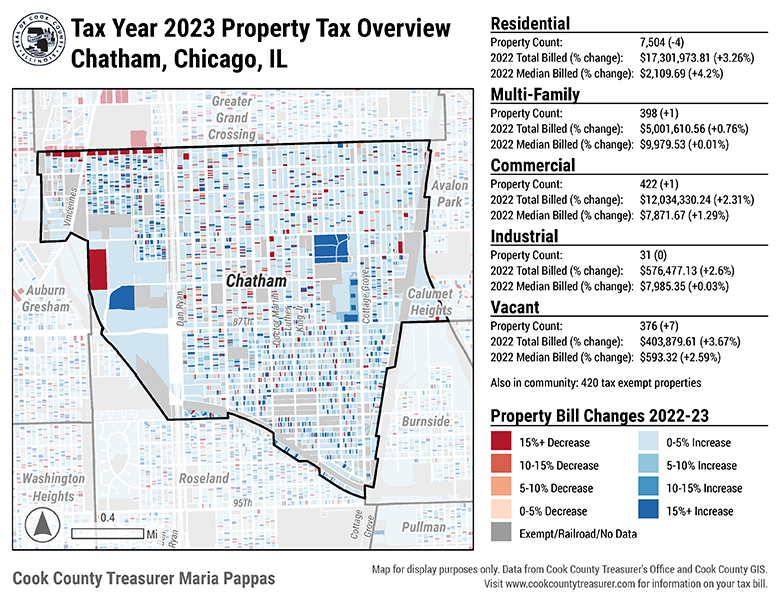 Tax Year 2023 Property Tax Overview
Chatham, Chicago, IL
Greater
Grand
Crossing
Vincennes
Avalon
Park
Auburn
Gresham
Chatham
Dan Ryan
87Th
Doctor Martin
Luther
King Jr
Cottage Grove
Calumet
Heights
Burnside
Washington
Heights
Roseland
95Th
Dan
Ryan
Cottage
Grove
Pullman
0.4
Mi
Residential
Property Count: 7,504 (-4)
2022 Total Billed (% change): $17,301,973.81 (+3.26%)
2022 Median Billed (% change): $2,109.69 (+4.2%)
Multi-Family
Property Count: 398 (+1)
2022 Total Billed (% change): $5,001,610.56 (+0.76%)
2022 Median Billed (% change): $9,979.53 (+0.01%)
Commercial
Property Count: 422 (+1)
2022 Total Billed (% change): $12,034,330.24 (+2.31%)
2022 Median Billed (% change): $7,871.67 (+1.29%)
Industrial
Property Count: 31 (0)
2022 Total Billed (% change): $576,477.13 (+2.6%)
2022 Median Billed (% change): $7,985.35 (+0.03%)
Vacant
Property Count: 376 (+7)
2022 Total Billed (% change): $403,879.61 (+3.67%)
2022 Median Billed (% change): $593.32 (+2.59%)
Also in community: 420 tax exempt properties
Property Bill Changes 2022-23
15%+ Decrease
10-15% Decrease
5-10% Decrease
0-5% Decrease
Exempt/Railroad/No Data
0-5% Increase
5-10% Increase
10-15% Increase
15%+ Increase
Cook County Treasurer Maria Pappas
Map for display purposes only. Data from Cook County Treasurer's Office and Cook County GIS.
Visit www.cookcountytreasurer.com for information on your tax bill.